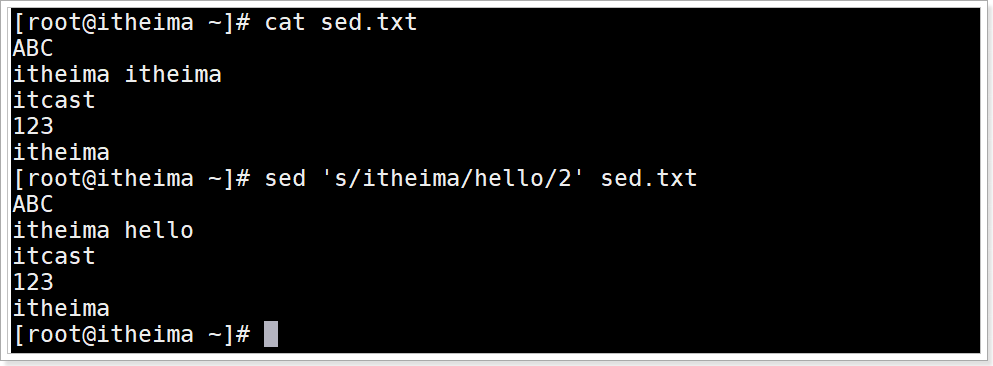 [root@itheima ~]# cat sed.txt
ABC
itheima itheima
itcast
123
itheima
[root@itheima ~]# sed 's/itheima/hello/2' sed.txt
ABC
itheima hello
itcast
123
itheima
[root@itheima ~]#